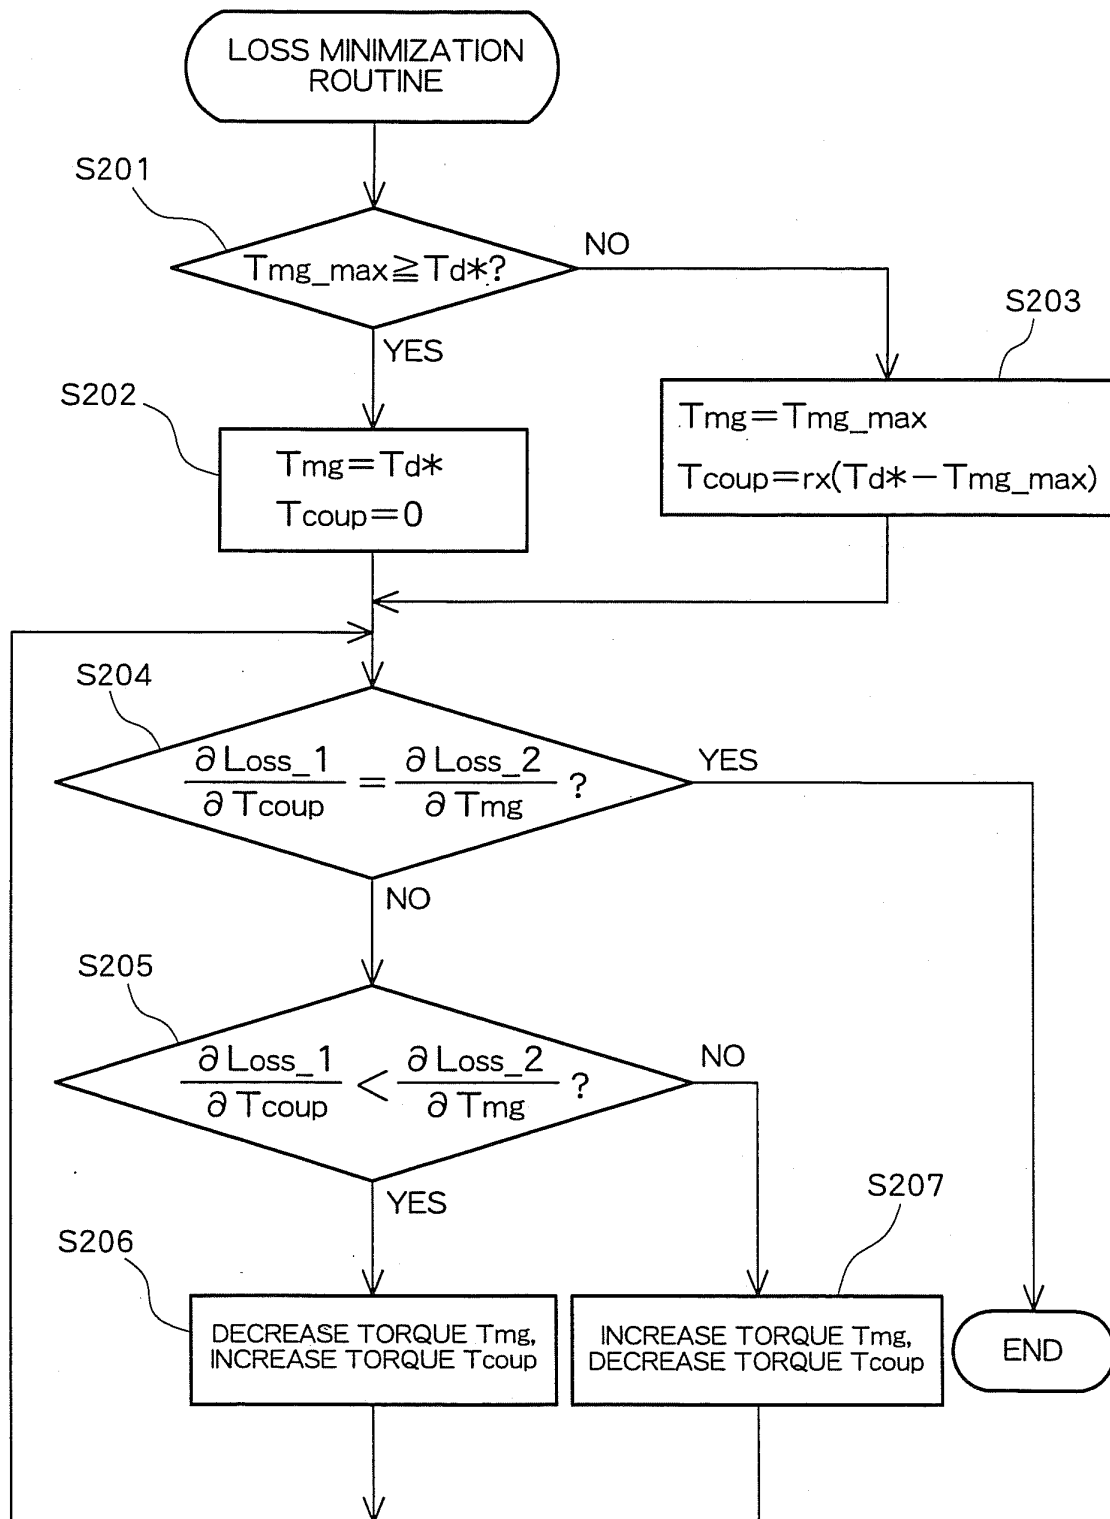 LOSS MINIMIZATION
ROUTINE
S201
Tmg_max≧Td*?
NO
YES
S203
Tmg=Tmg_max
Tcoup=rx(Td*−Tmg_max)
S202
Tmg=Td*
Tcoup=0
S204
∂Loss_1/∂Tcoup = ∂Loss_2/∂Tmg ?
YES
NO
S205
∂Loss_1/∂Tcoup < ∂Loss_2/∂Tmg ?
NO
YES
S206
DECREASE TORQUE Tmg,
INCREASE TORQUE Tcoup
S207
INCREASE TORQUE Tmg,
DECREASE TORQUE Tcoup
END